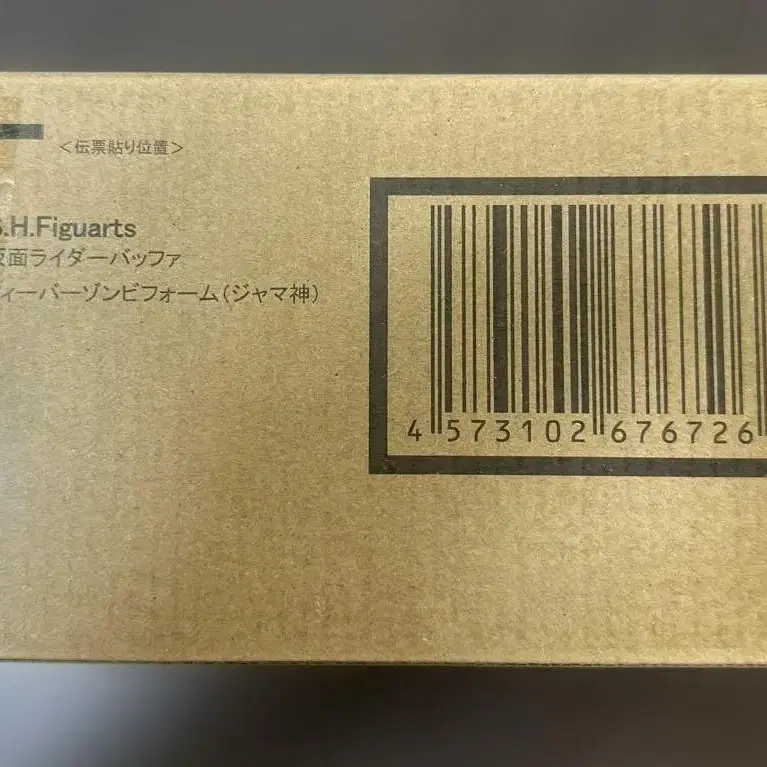 <伝票貼り位置>
S.H.Figuarts
仮面ライダーバッファ
ィーバーゾンビフォーム(ジャマ神)
4 573102 676726